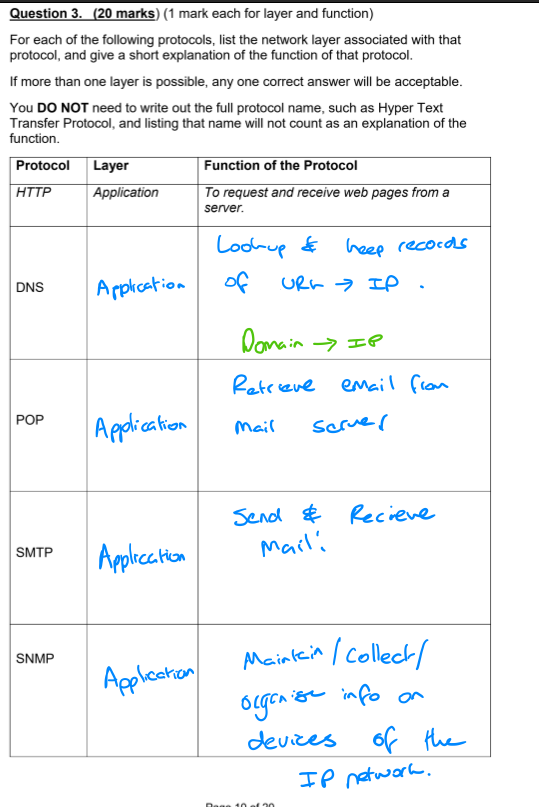 Question 3. (20 marks) (1 mark each for layer and function)
For each of the following protocols, list the network layer associated with that
protocol, and give a short explanation of the function of that protocol.
If more than one layer is possible, any one correct answer will be acceptable.
You DO NOT need to write out the full protocol name, such as Hyper Text
Transfer Protocol, and listing that name will not count as an explanation of the
function.
Protocol Layer Function of the Protocol
HTTP Application To request and receive web pages from a
server.
Look-up & keep records
DNS Application of URL → IP .
Domain → IP
Retrieve email from
POP Application mail server
Send & Recieve
SMTP Application Mail.
SNMP Application Maintain / Collect /
organise info on
devices of the
IP network.
Page 10 of 20